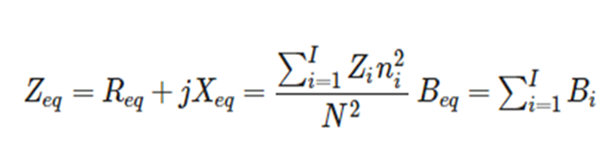 Z_{eq} = R_{eq} + jX_{eq} = \frac{\sum_{i=1}^{I} Z_i n_i^2}{N^2} B_{eq} = \sum_{i=1}^{I} B_i